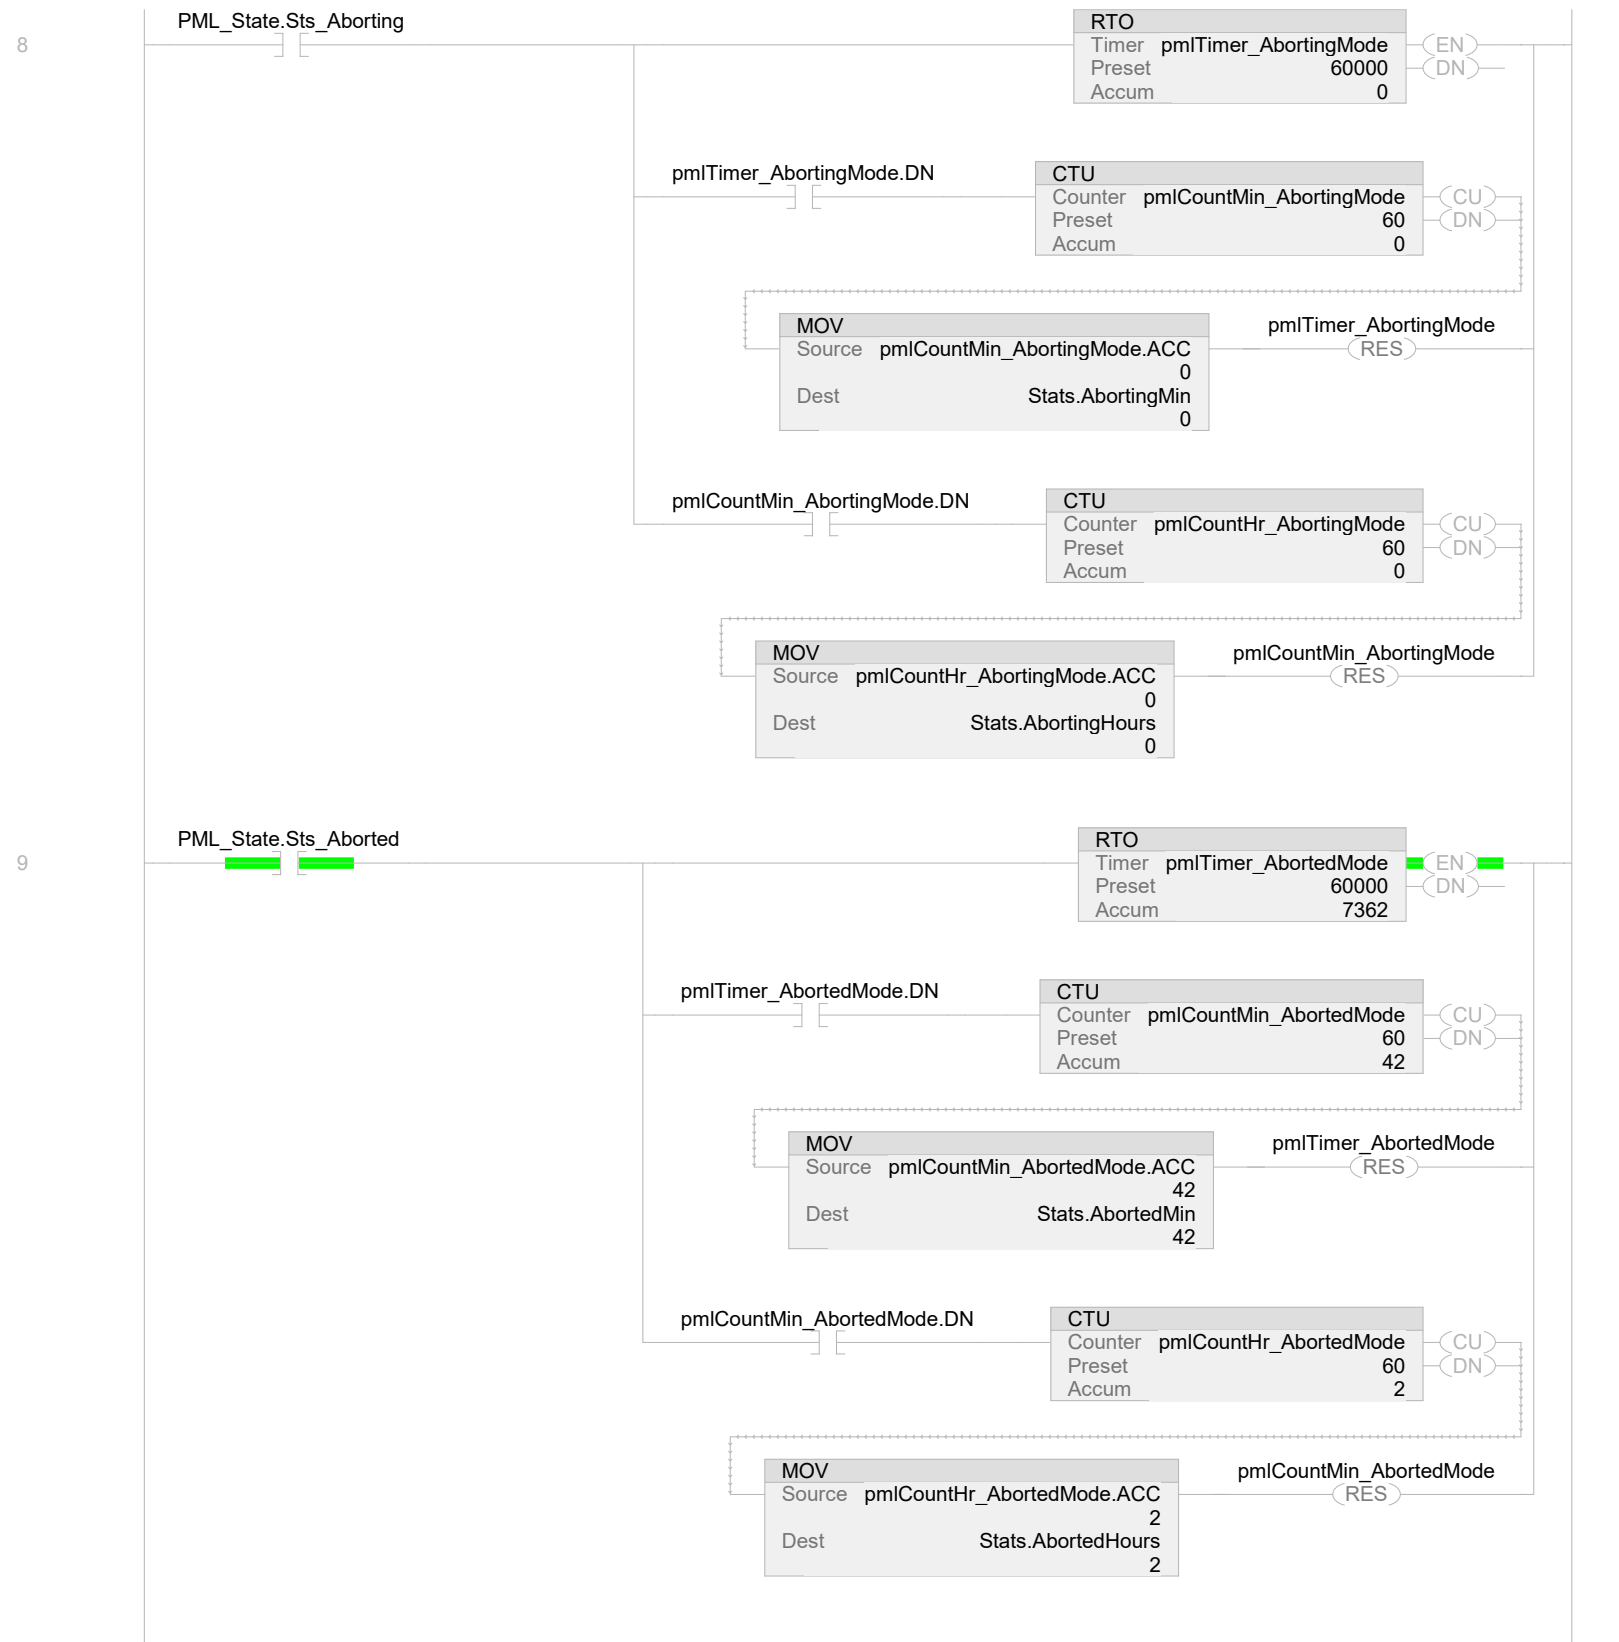 PML_State.Sts_Aborting
8
RTO
Timer pmlTimer_AbortingMode
Preset 60000
Accum 0
EN
DN
pmlTimer_AbortingMode.DN
CTU
Counter pmlCountMin_AbortingMode
Preset 60
Accum 0
CU
DN
MOV
Source pmlCountMin_AbortingMode.ACC
0
Dest Stats.AbortingMin
0
pmlTimer_AbortingMode
RES
pmlCountMin_AbortingMode.DN
CTU
Counter pmlCountHr_AbortingMode
Preset 60
Accum 0
CU
DN
MOV
Source pmlCountHr_AbortingMode.ACC
0
Dest Stats.AbortingHours
0
pmlCountMin_AbortingMode
RES
PML_State.Sts_Aborted
9
RTO
Timer pmlTimer_AbortedMode
Preset 60000
Accum 7362
EN
DN
pmlTimer_AbortedMode.DN
CTU
Counter pmlCountMin_AbortedMode
Preset 60
Accum 42
CU
DN
MOV
Source pmlCountMin_AbortedMode.ACC
42
Dest Stats.AbortedMin
42
pmlTimer_AbortedMode
RES
pmlCountMin_AbortedMode.DN
CTU
Counter pmlCountHr_AbortedMode
Preset 60
Accum 2
CU
DN
MOV
Source pmlCountHr_AbortedMode.ACC
2
Dest Stats.AbortedHours
2
pmlCountMin_AbortedMode
RES